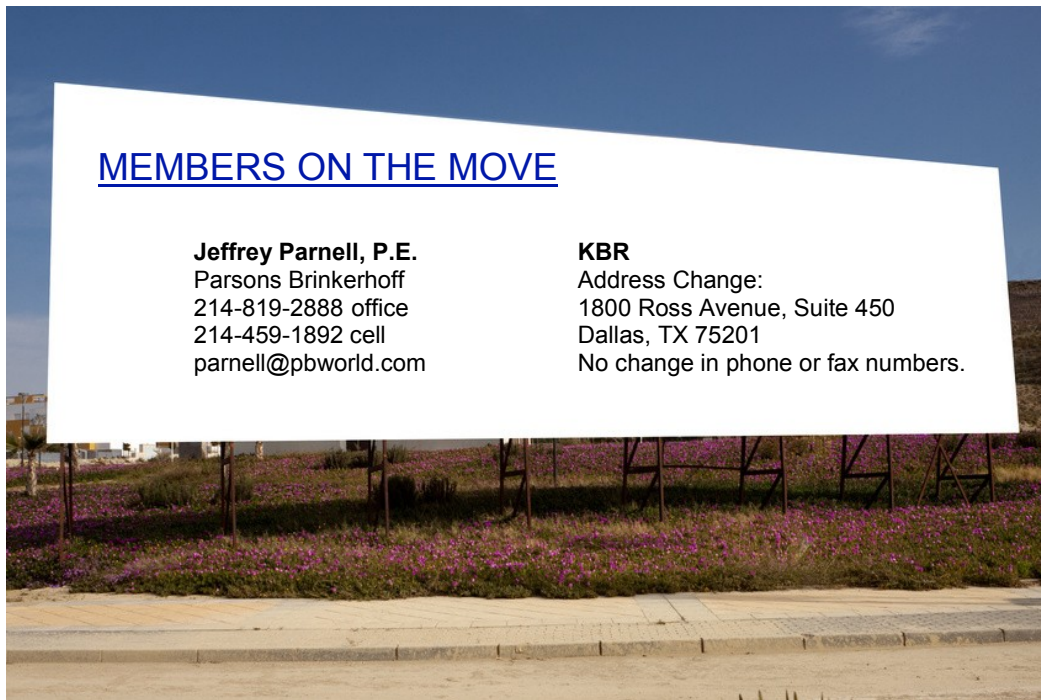 MEMBERS ON THE MOVE
Jeffrey Parnell, P.E.
Parsons Brinkerhoff
214-819-2888 office
214-459-1892 cell
parnell@pbworld.com
KBR
Address Change:
1800 Ross Avenue, Suite 450
Dallas, TX 75201
No change in phone or fax numbers.